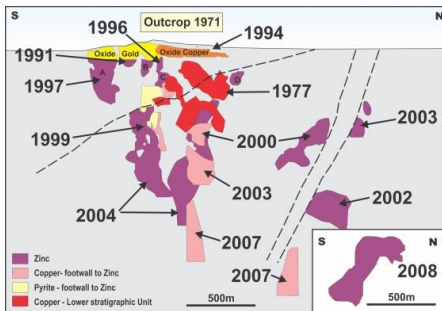 Outcrop 1971
S
N
1996
1994
1991
Oxide
Gold
Oxide Copper
1997
A
B
C
D
1977
1999
2000
2003
2003
2004
2002
2007
2007
Zinc
Copper- footwall to Zinc
Pyrite - footwall to Zinc
Copper - Lower stratigraphic Unit
500m
S
N
2008
500m